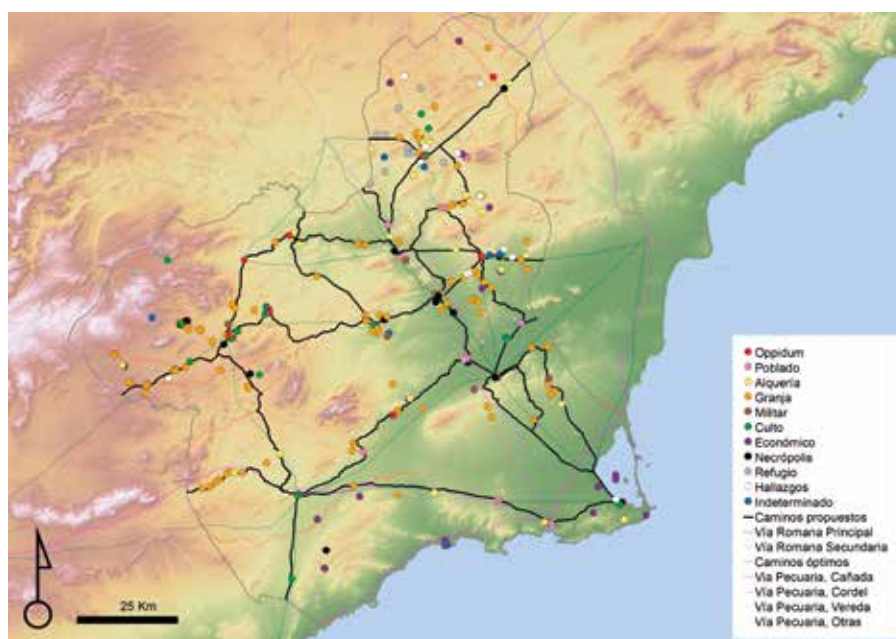 Oppidum
Poblado
Alquería
Granja
Militar
Culto
Económico
Necrópolis
Refugio
Hallazgos
Indeterminado
Caminos propuestos
Vía Romana Principal
Vía Romana Secundaria
Caminos óptimos
Vía Pecuaria, Cañada
Vía Pecuaria, Cordel
Vía Pecuaria, Vereda
Vía Pecuaria, Otras
25 Km